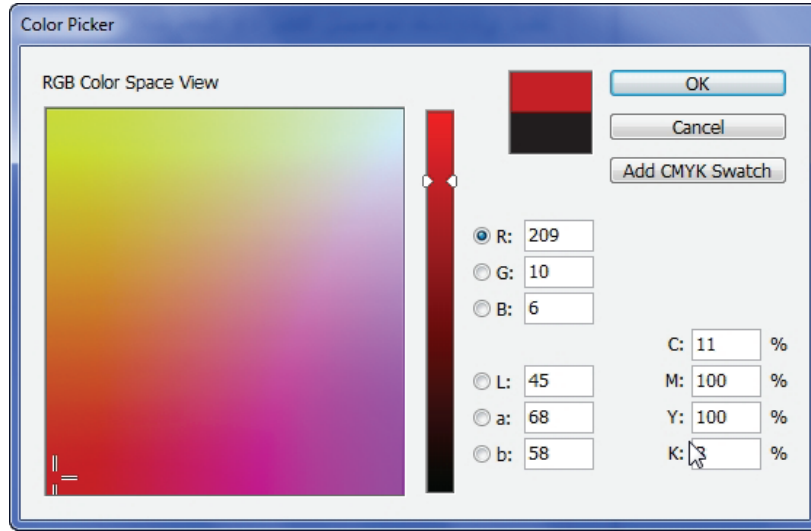 Color Picker
RGB Color Space View
OK
Cancel
Add CMYK Swatch
R: 209
G: 10
B: 6
C: 11 %
L: 45
M: 100 %
a: 68
Y: 100 %
b: 58
K: %